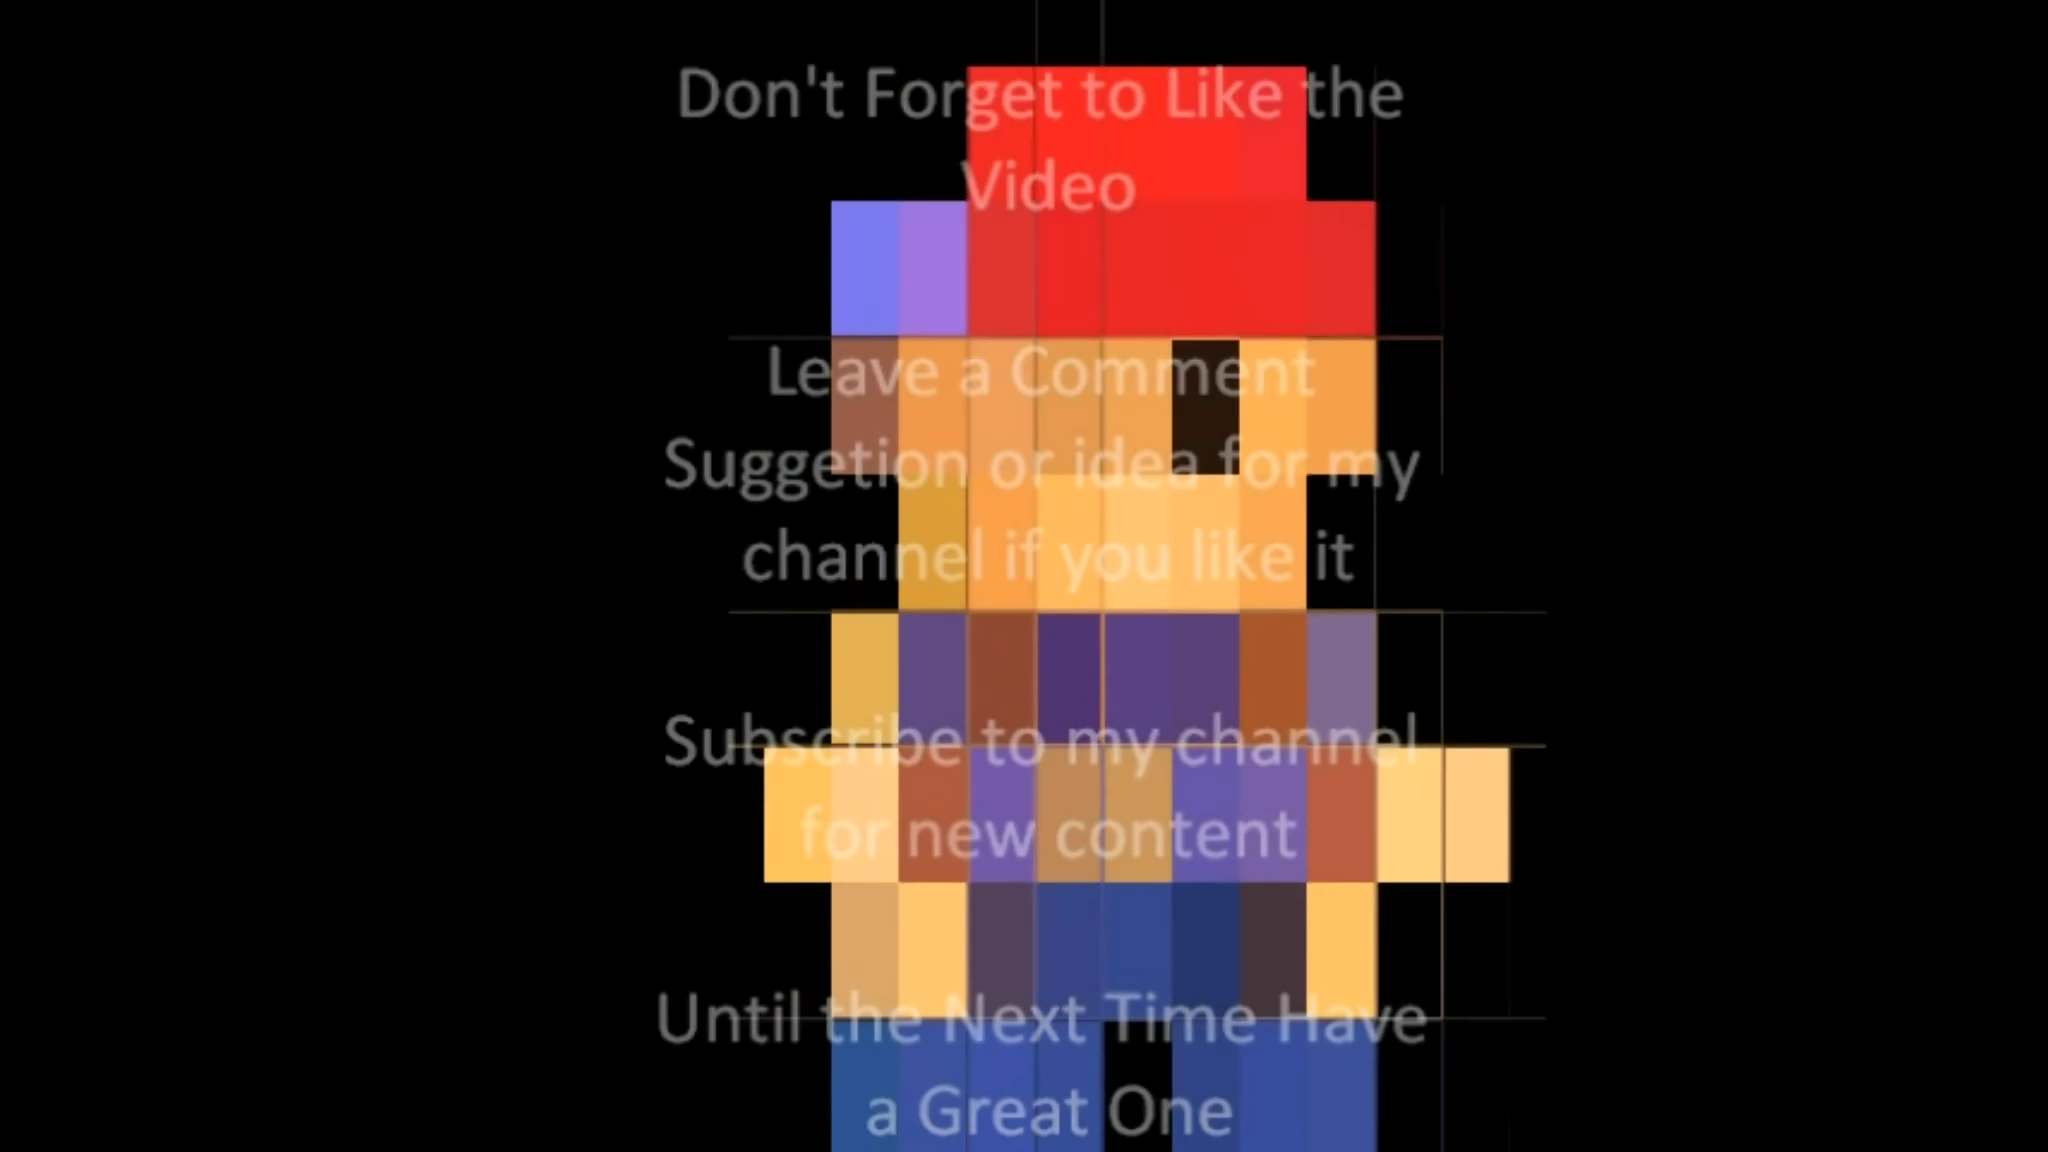 Don't Forget to Like the
Video
Leave a Comment
Suggetion or idea for my
channel if you like it
Subscribe to my channel
for new content
Until the Next Time Have
a Great One